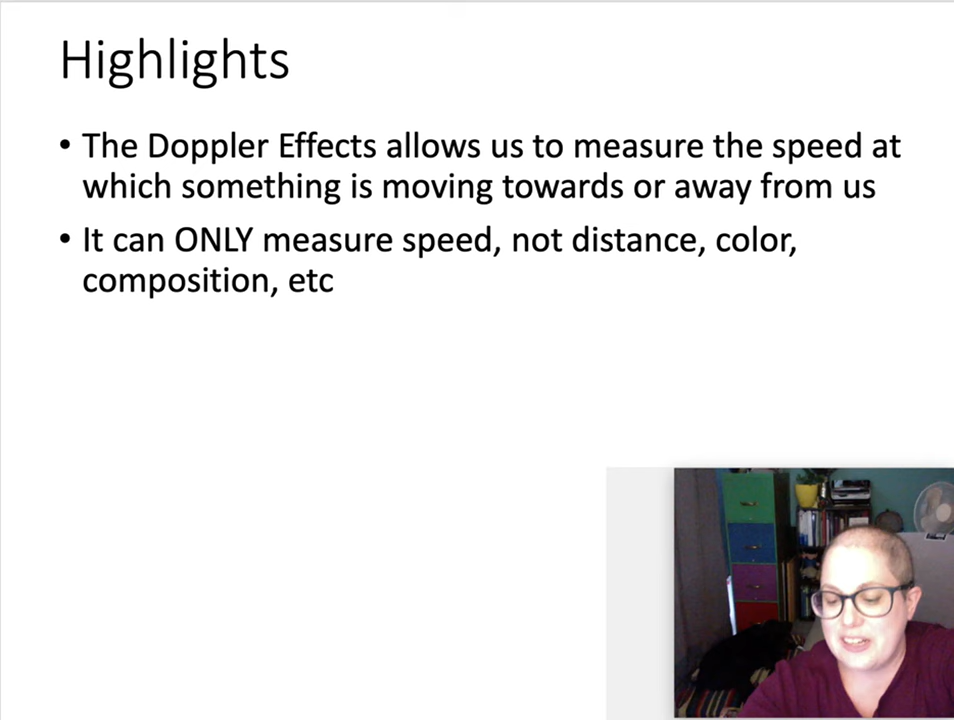 Highlights
• The Doppler Effects allows us to measure the speed at
which something is moving towards or away from us
• It can ONLY measure speed, not distance, color,
composition, etc